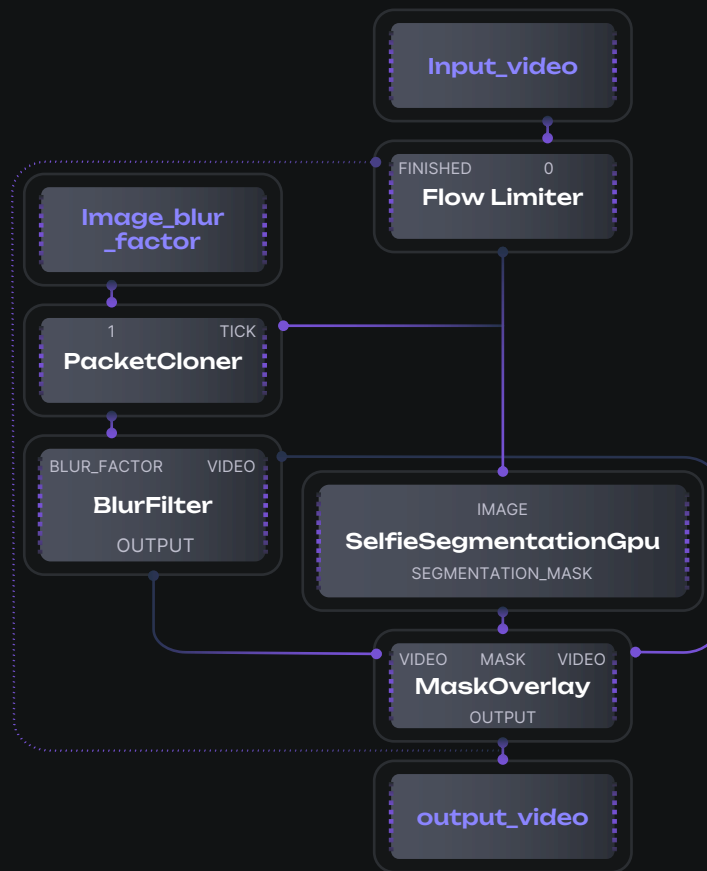 Input_video
FINISHED 0
Flow Limiter
Image_blur
_factor
1 TICK
PacketCloner
BLUR_FACTOR VIDEO
BlurFilter
OUTPUT
IMAGE
SelfieSegmentationGpu
SEGMENTATION_MASK
VIDEO MASK VIDEO
MaskOverlay
OUTPUT
output_video